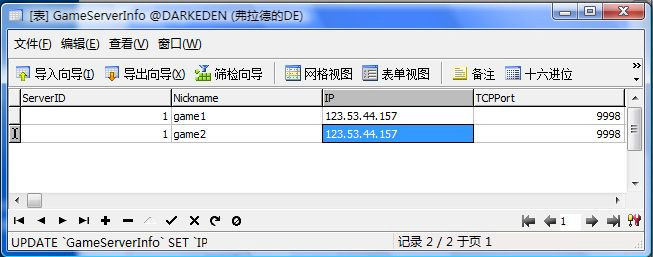 [表] GameServerInfo @DARKEDEN (弗拉德的DE)
文件(F) 编辑(E) 查看(V) 窗口(W)
导入向导(I) 导出向导(X) 筛检向导 网格视图 表单视图 备注 十六进位
ServerID Nickname IP TCPPort
1 game1 123.53.44.157 9998
1 game2 123.53.44.157 9998
1
UPDATE `GameServerInfo` SET `IP 记录 2 / 2 于页 1